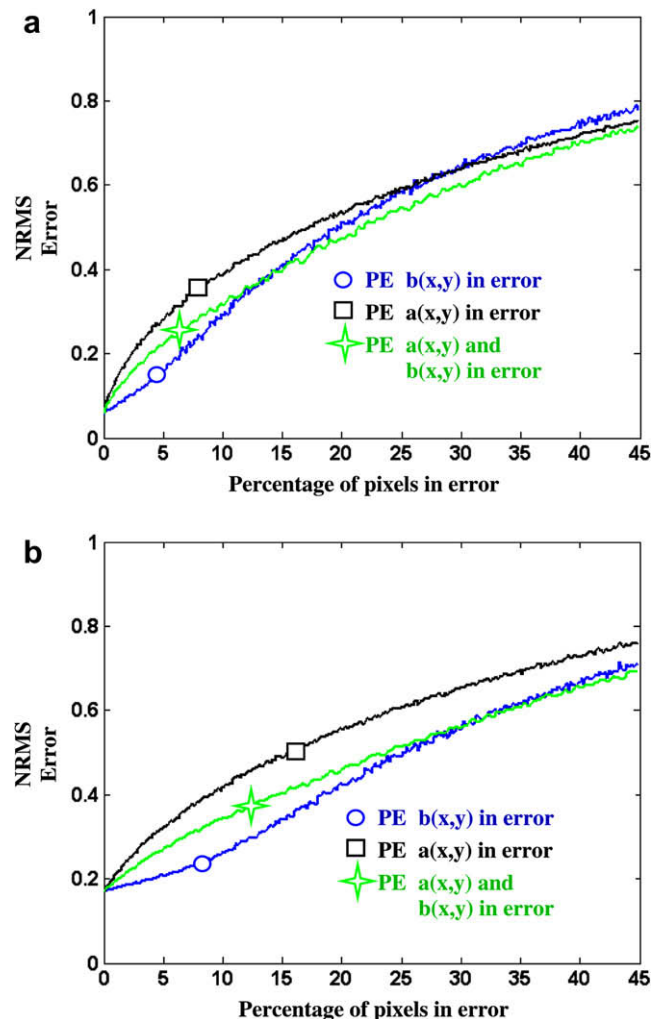 a
1
0.8
0.6
0.4
0.2
0
NRMS
Error
PE b(x,y) in error
PE a(x,y) in error
PE a(x,y) and
b(x,y) in error
0 5 10 15 20 25 30 35 40 45
Percentage of pixels in error
b
1
0.8
0.6
0.4
0.2
0
NRMS
Error
PE b(x,y) in error
PE a(x,y) in error
PE a(x,y) and
b(x,y) in error
0 5 10 15 20 25 30 35 40 45
Percentage of pixels in error